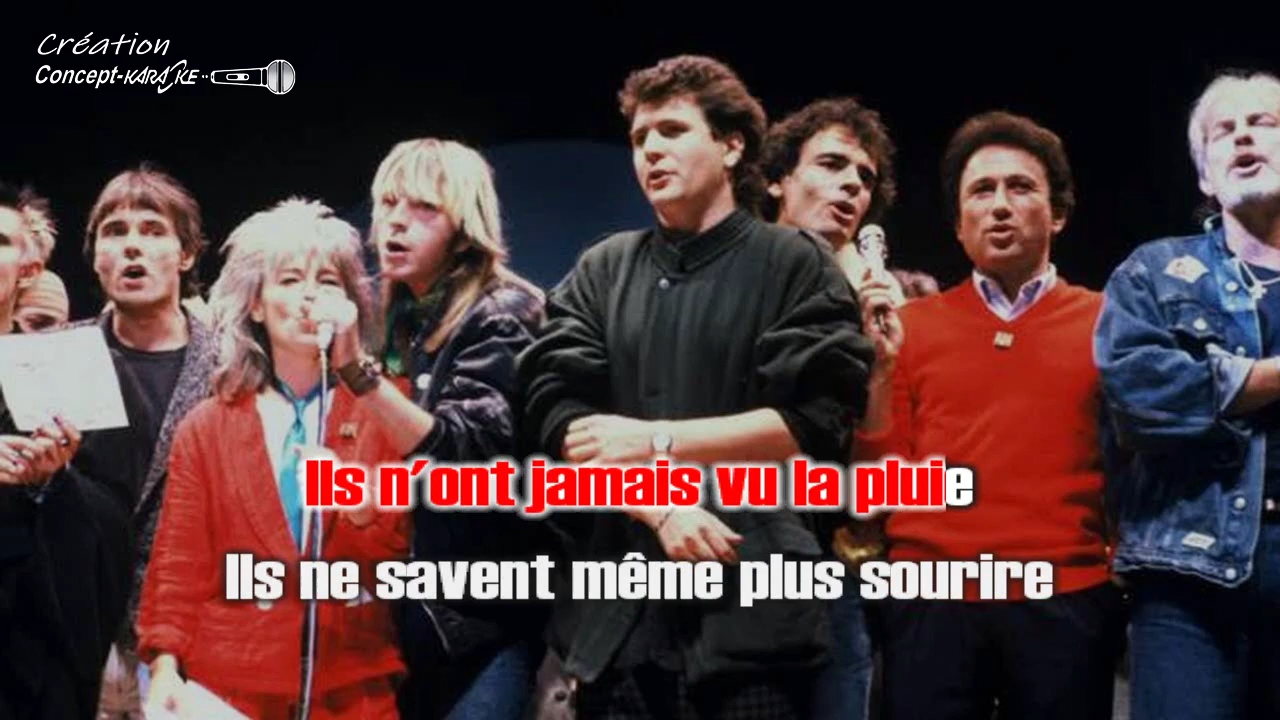 Création
Concept-KARAOKE
Ils n'ont jamais vu la pluie
Ils ne savent même plus sourire